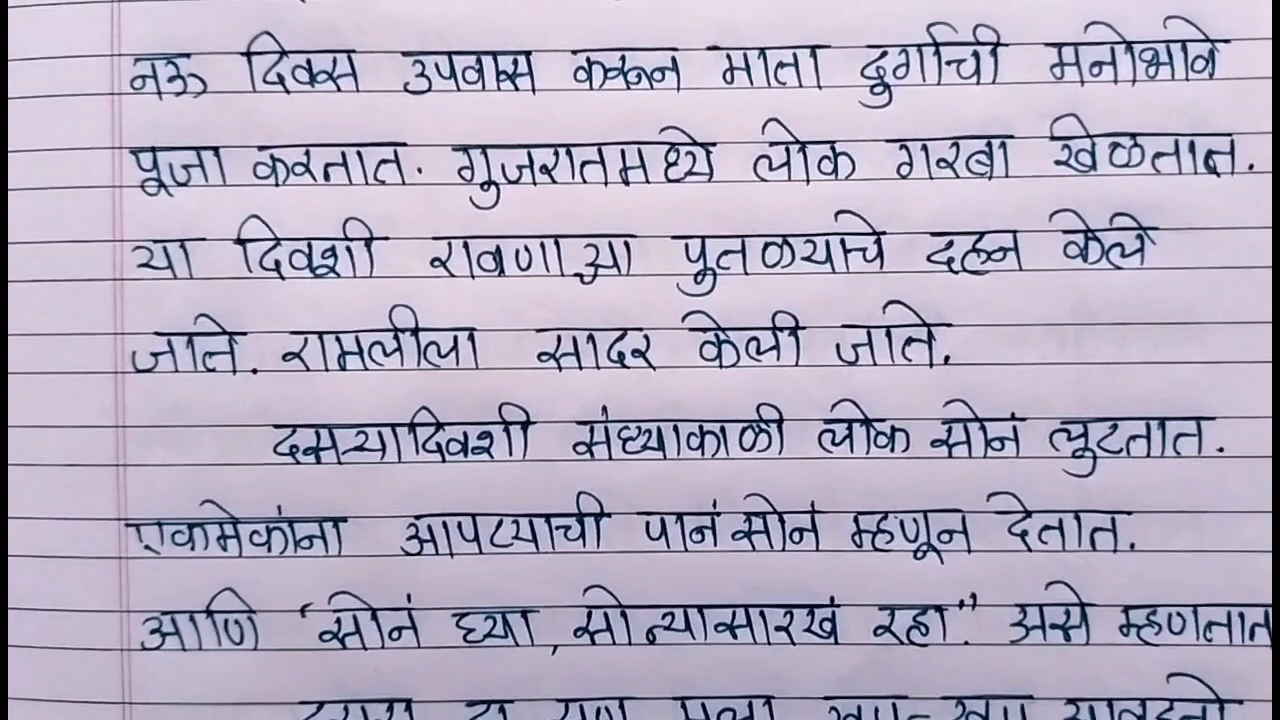 नऊ दिवस उपवास करून माता दुर्गाची मनोभावे
पूजा करतात. गुजरातमध्ये लोक गरबा खेळतात.
या दिवशी रावणाच्या पुतळ्याचे दहन केले
जाते. रामलीला सादर केली जाते.
दसऱ्यादिवशी संध्याकाळी लोक सोनं लुटतात.
एकमेकांना आपट्याची पानं सोनं म्हणून देतात.
आणि "सोनं घ्या, सोन्यासारखं रहा." असे म्हणतात